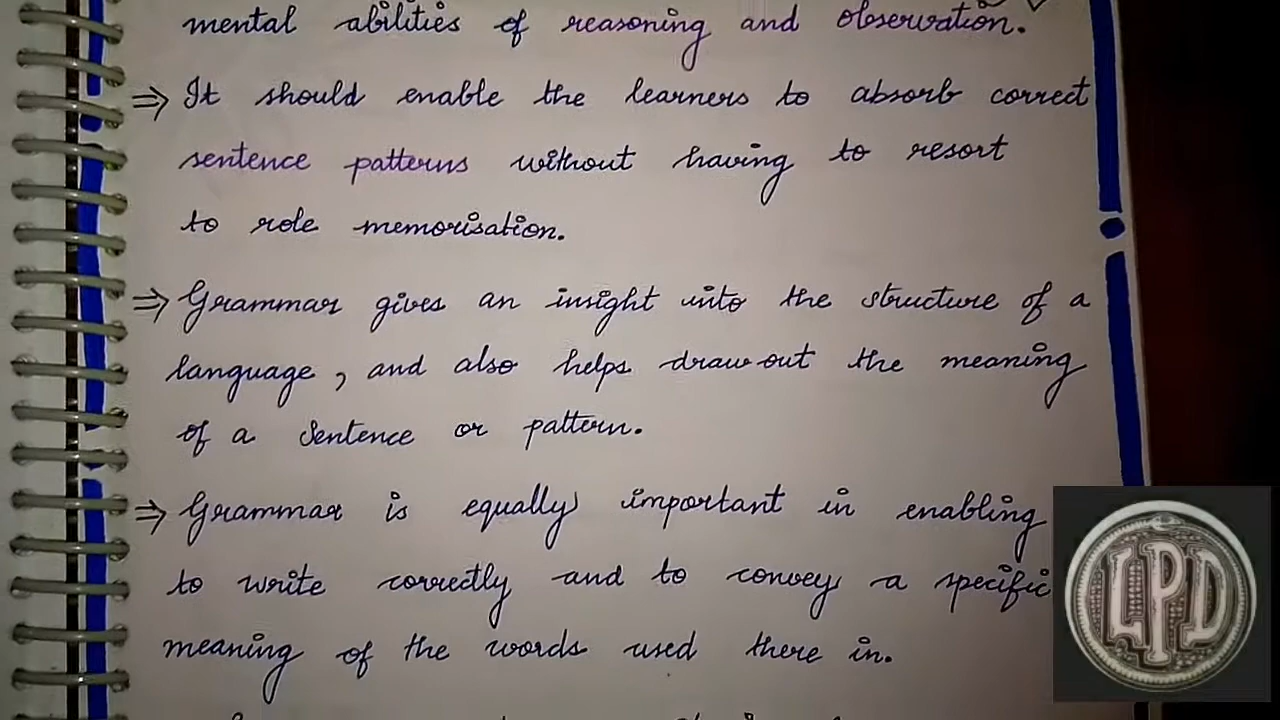 mental abilities of reasoning and observation.
⇒ It should enable the learners to absorb correct
sentence patterns without having to resort
to role memorisation.
⇒ Grammar gives an insight into the structure of a
language, and also helps draw out the meaning
of a sentence or pattern.
⇒ Grammar is equally important in enabling
to write correctly and to convey a specific
meaning of the words used there in.
LPD